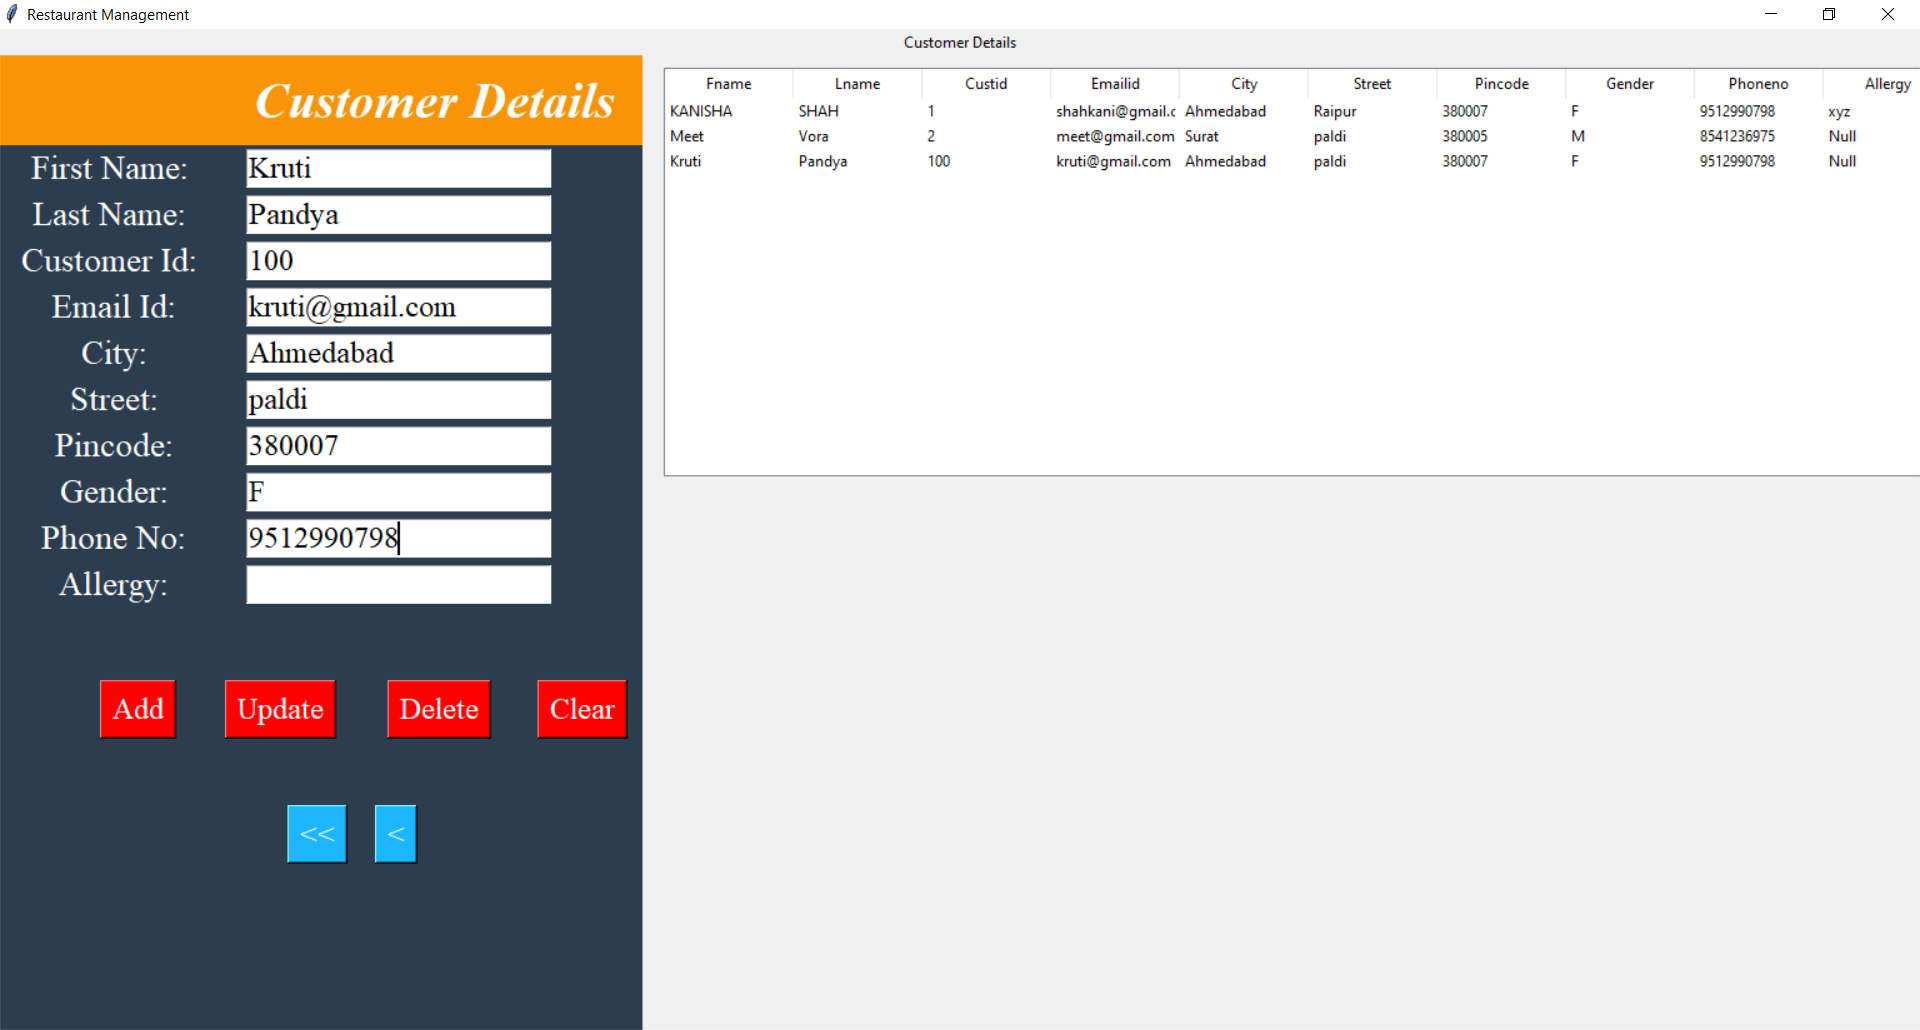 Restaurant Management
Customer Details
Customer Details
First Name: Kruti
Last Name: Pandya
Customer Id: 100
Email Id: kruti@gmail.com
City: Ahmedabad
Street: paldi
Pincode: 380007
Gender: F
Phone No: 9512990798
Allergy:
Add Update Delete Clear
<< <
Fname Lname Custid Emailid City Street Pincode Gender Phoneno Allergy
KANISHA SHAH 1 shahkani@gmail.c Ahmedabad Raipur 380007 F 9512990798 xyz
Meet Vora 2 meet@gmail.com Surat paldi 380005 M 8541236975 Null
Kruti Pandya 100 kruti@gmail.com Ahmedabad paldi 380007 F 9512990798 Null